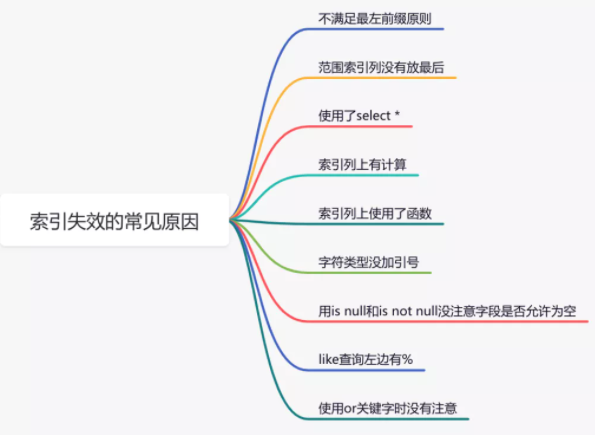 不满足最左前缀原则
范围索引列没有放最后
使用了select *
索引列上有计算
索引失效的常见原因
索引列上使用了函数
字符类型没加引号
用is null和is not null没注意字段是否允许为空
like查询左边有%
使用or关键字时没有注意